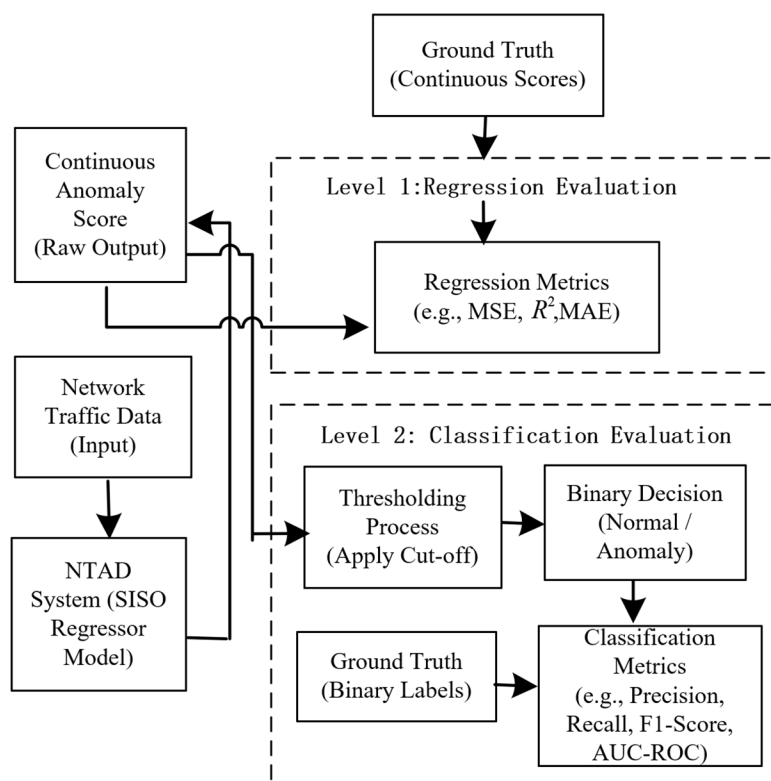 Ground Truth
(Continuous Scores)
Continuous
Anomaly
Score
(Raw Output)
Level 1:Regression Evaluation
Regression Metrics
(e.g., MSE, R²,MAE)
Network
Traffic Data
(Input)
Level 2: Classification Evaluation
Thresholding
Process
(Apply Cut-off)
Binary Decision
(Normal /
Anomaly)
NTAD
System (SISO
Regressor
Model)
Ground Truth
(Binary Labels)
Classification
Metrics
(e.g., Precision,
Recall, F1-Score,
AUC-ROC)